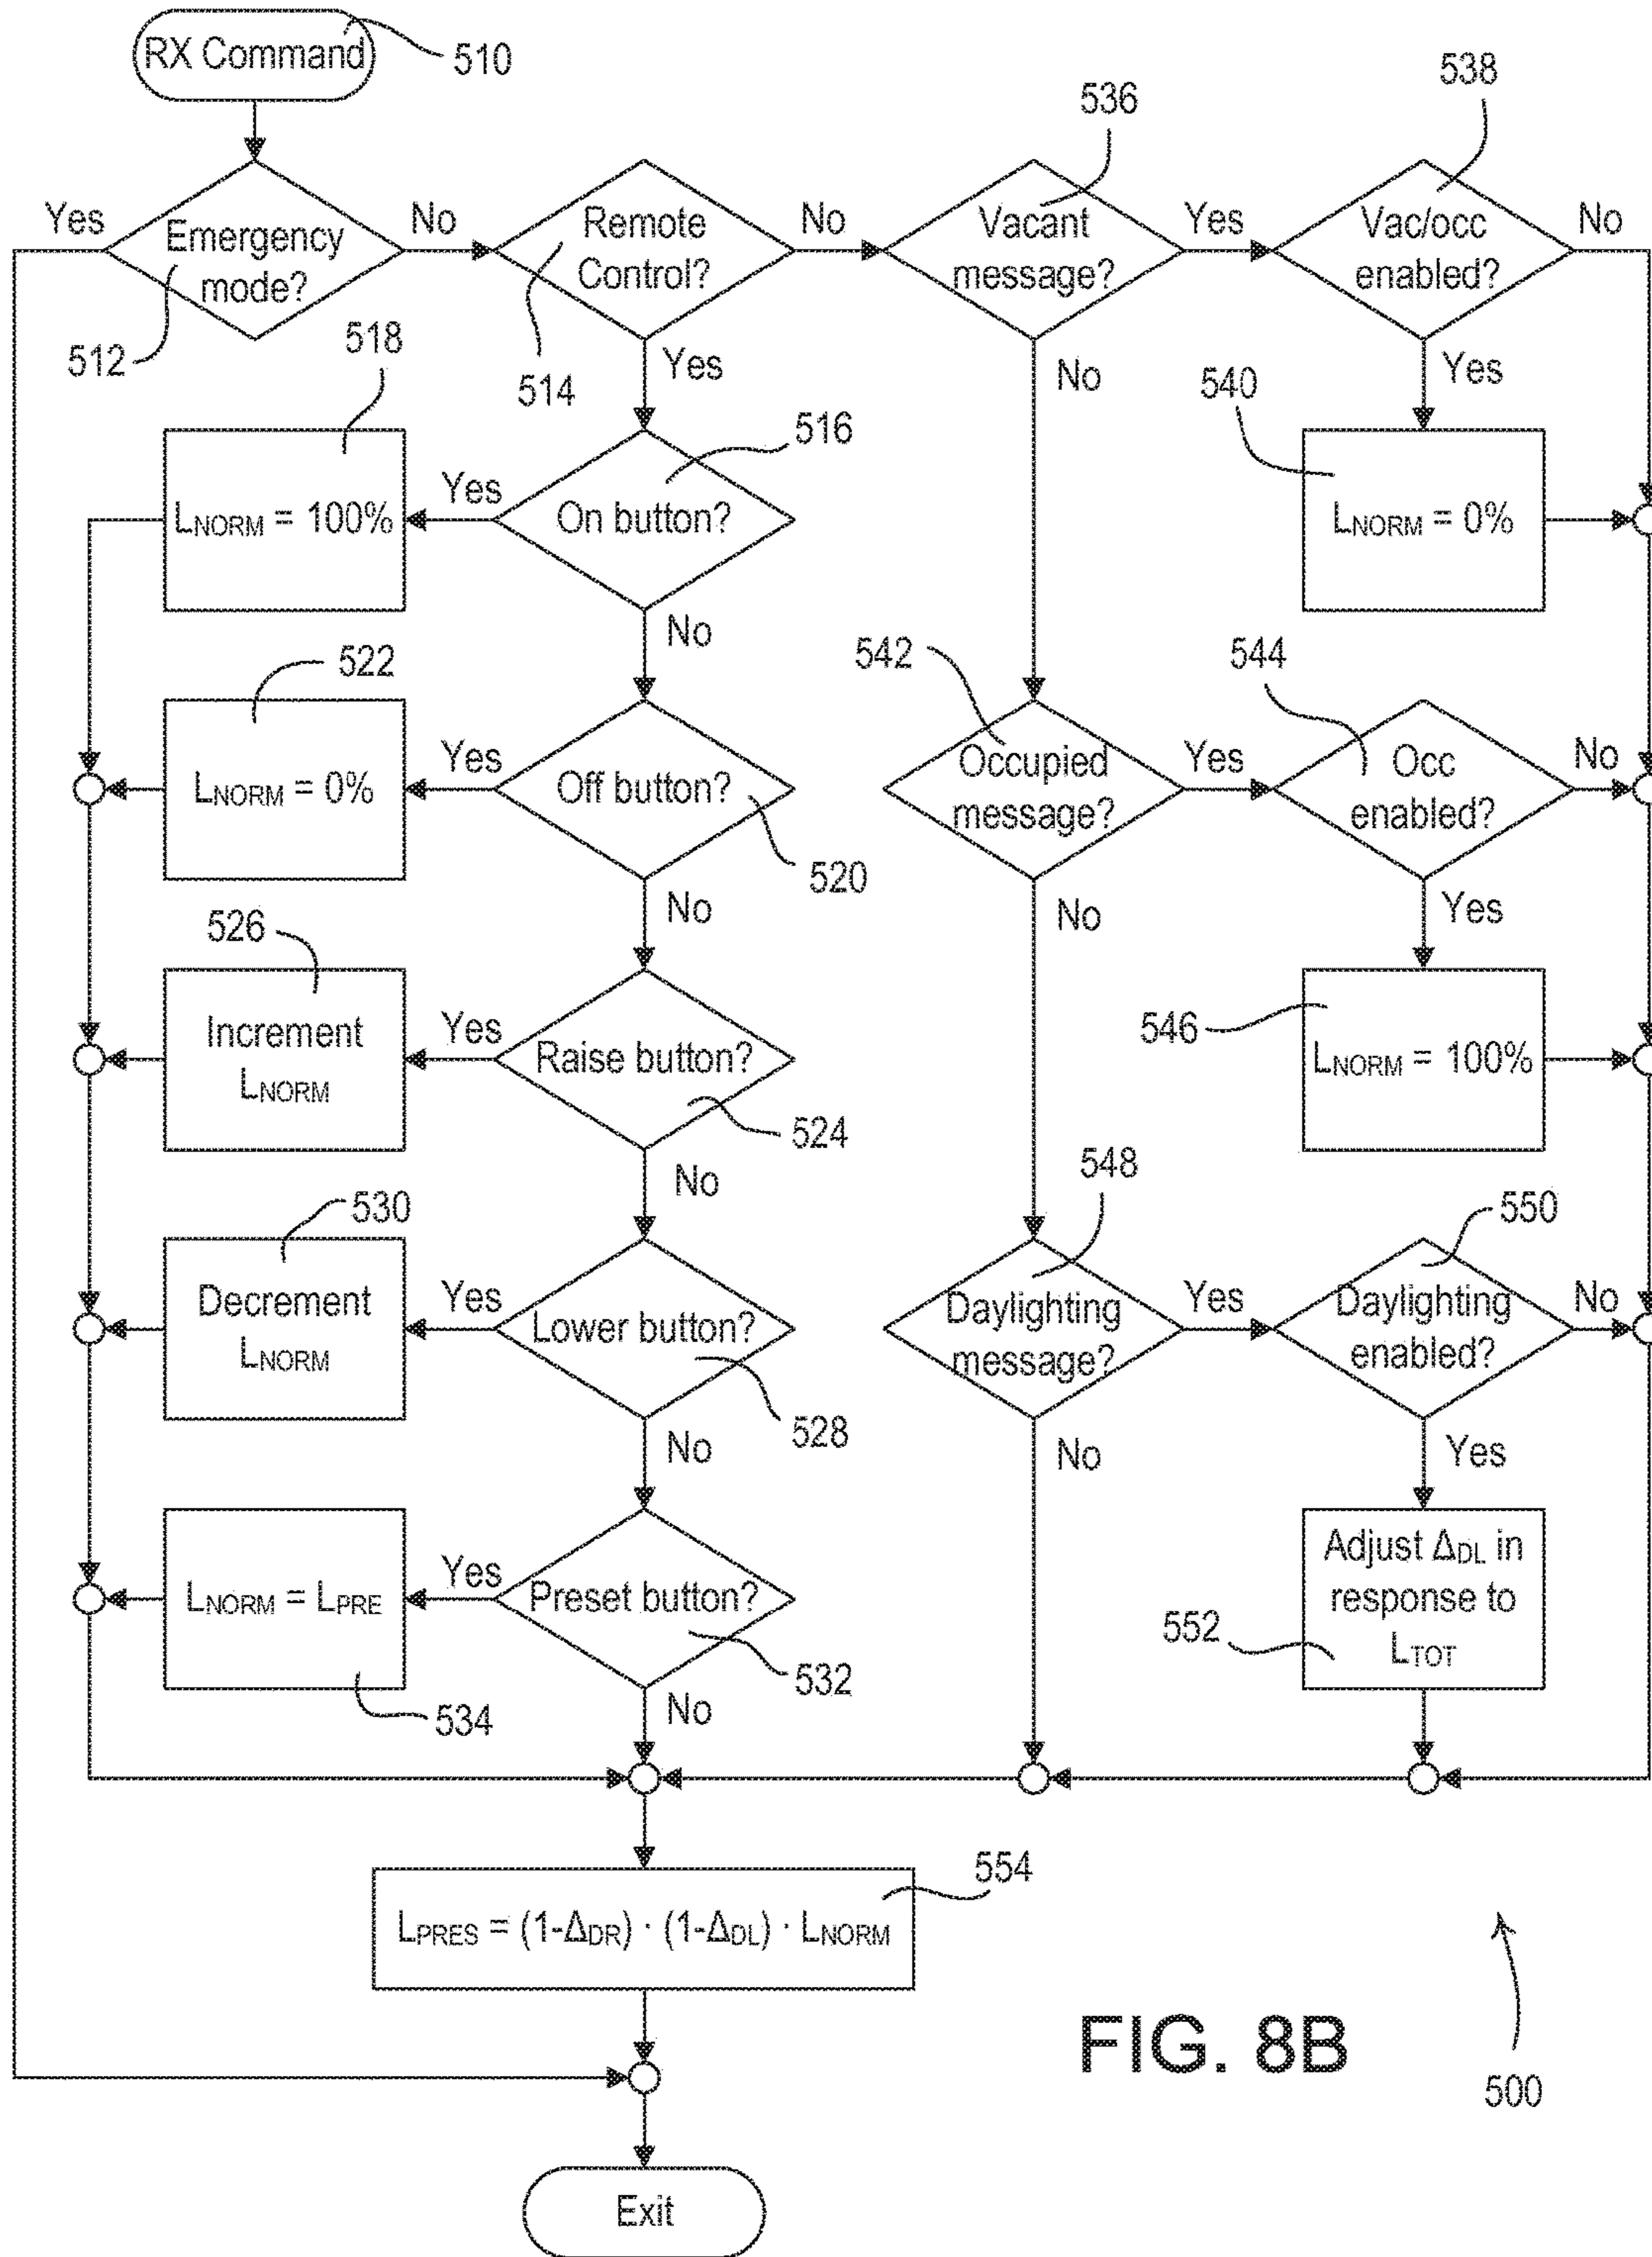 RX Command
510
538
536
Yes
Emergency
mode?
No
Remote
Control?
No
Vacant
message?
Yes
Vac/occ
enabled?
No
512
518
514
Yes
No
540
Yes
516
L_NORM = 100%
Yes
On button?
L_NORM = 0%
No
522
542
544
L_NORM = 0%
Yes
Off button?
520
Occupied
message?
Yes
Occ
enabled?
No
526
No
No
Yes
Increment
L_NORM
Yes
Raise button?
524
546
L_NORM = 100%
530
No
548
550
Decrement
L_NORM
Yes
Lower button?
528
Daylighting
message?
Yes
Daylighting
enabled?
No
No
No
Yes
L_NORM = L_PRE
Yes
Preset button?
532
552
Adjust Δ_DL in
response to
L_TOT
534
No
554
L_PRES = (1-Δ_DR) · (1-Δ_DL) · L_NORM
FIG. 8B
500
Exit